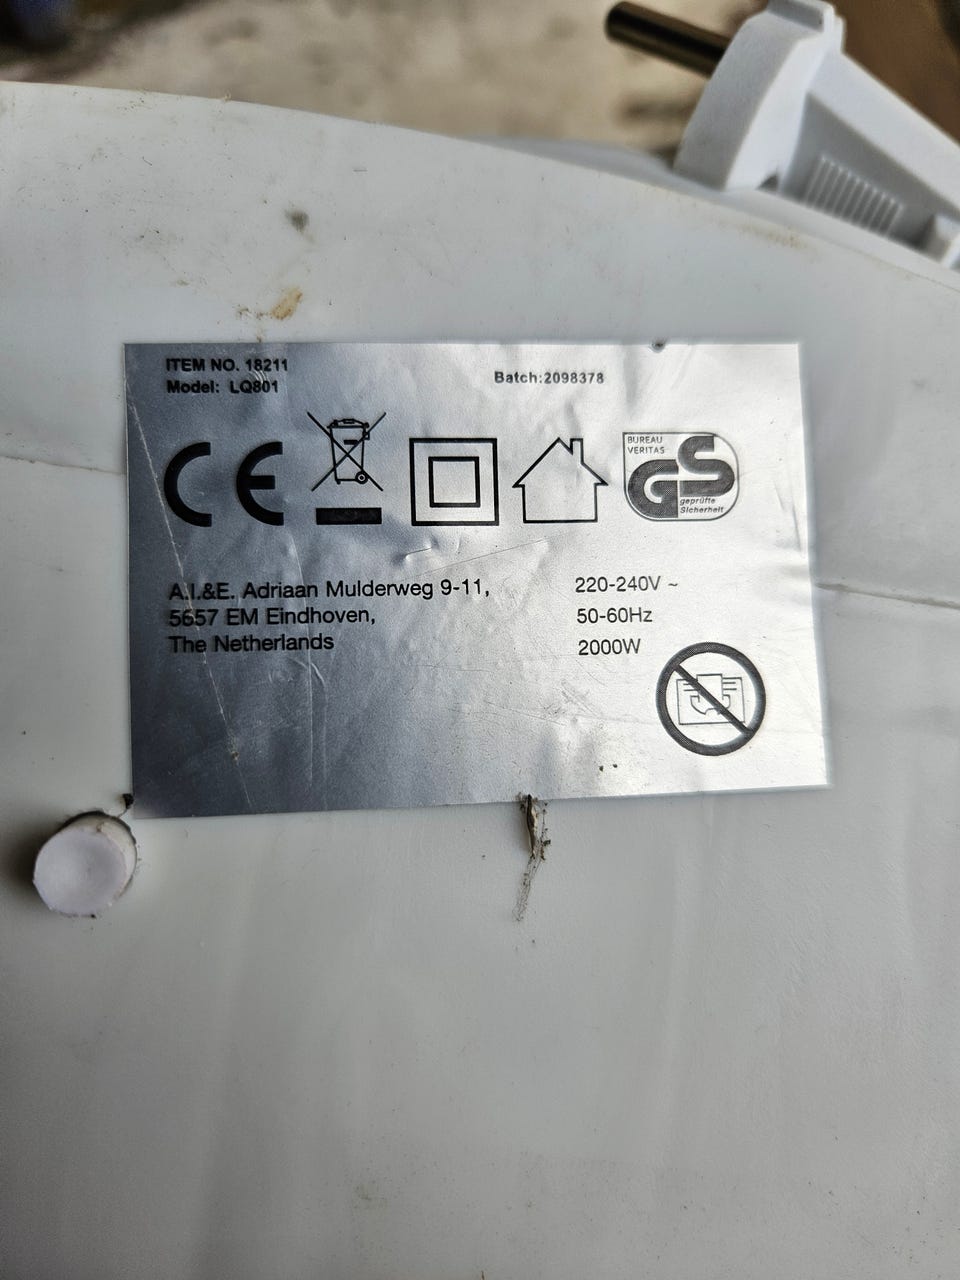 ITEM NO. 18211
Model: LQ801
Batch:2098378
CE
BUREAU
VERITAS
GS
geprüfte
Sicherheit
A.I.&E. Adriaan Mulderweg 9-11,
5657 EM Eindhoven,
The Netherlands
220-240V ~
50-60Hz
2000W